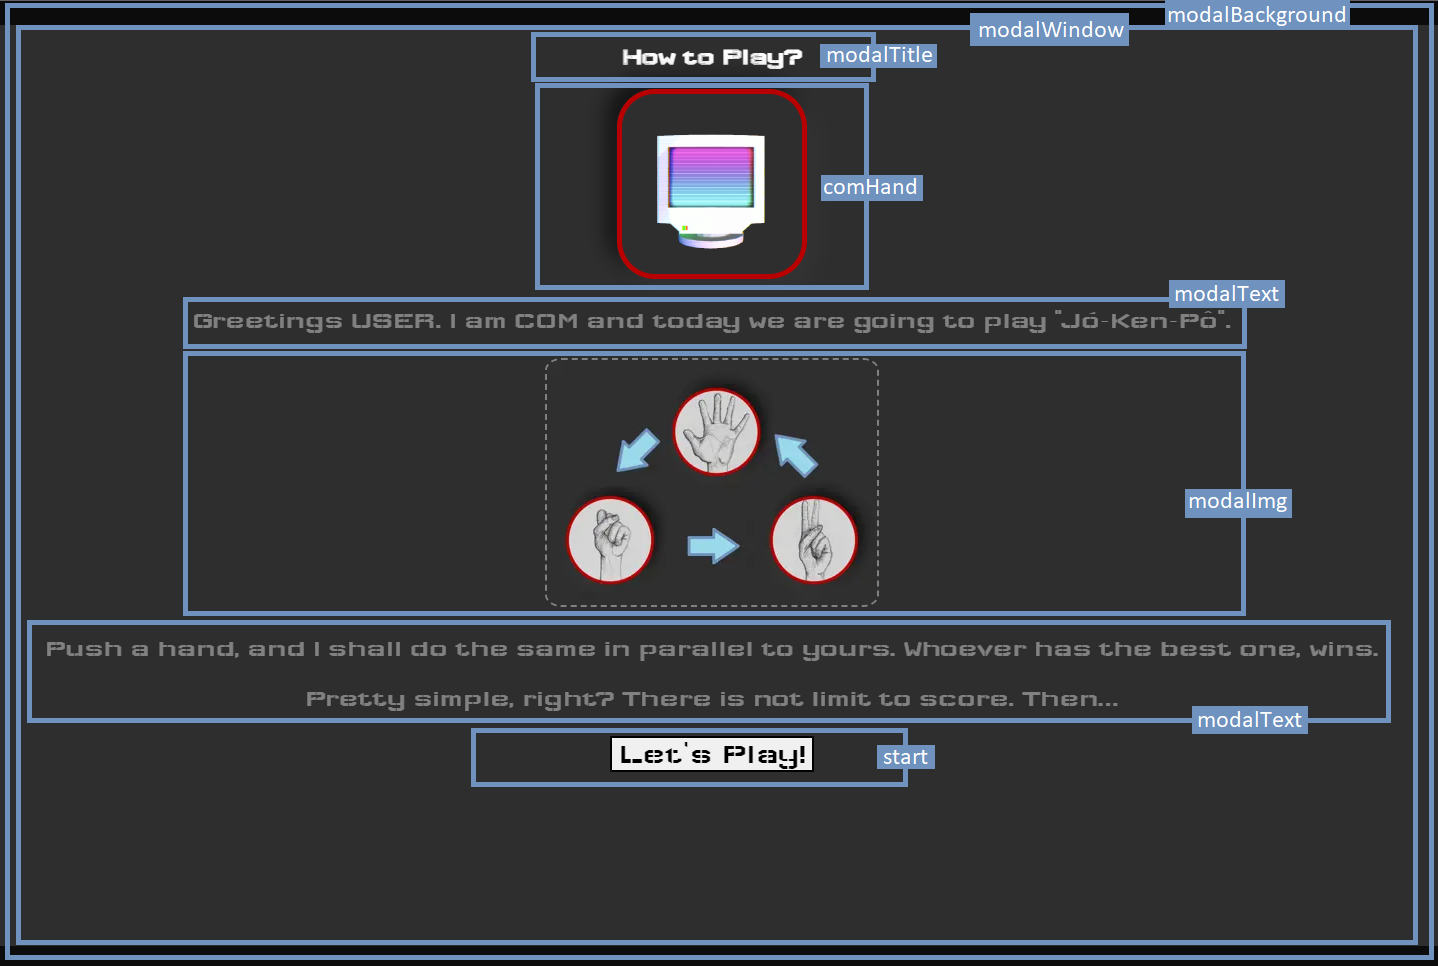 modalBackground
modalWindow
How to Play?
modalTitle
comHand
modalText
Greetings USER. I am COM and today we are going to play "Jó-Ken-Pô".
modalImg
Push a hand, and I shall do the same in parallel to yours. Whoever has the best one, wins.
Pretty simple, right? There is not limit to score. Then...
modalText
Let's Play!
start